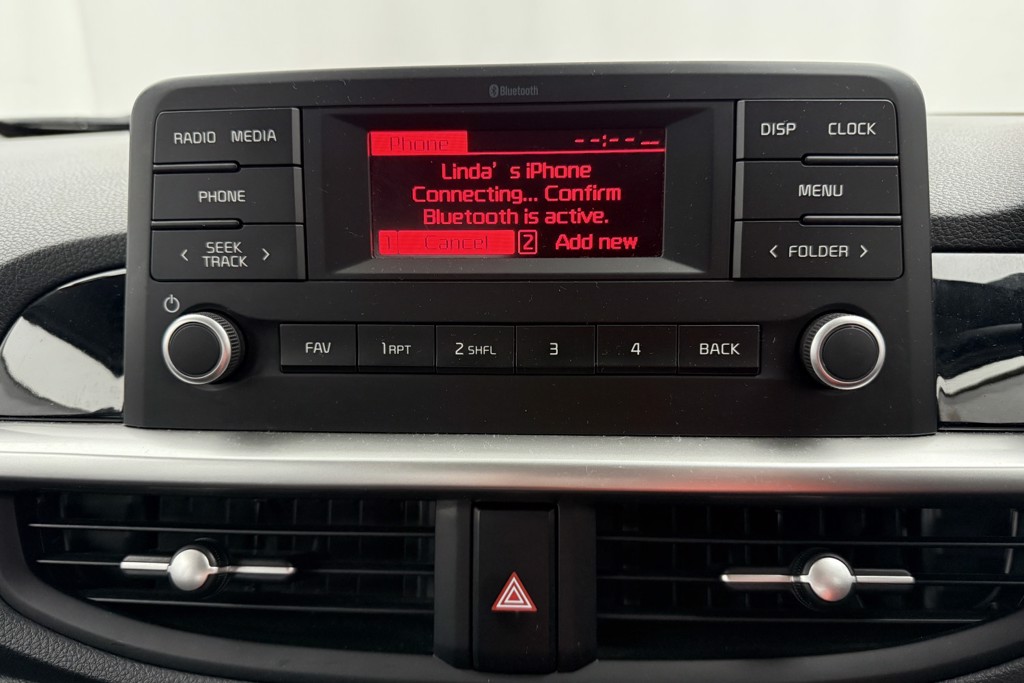 Bluetooth
RADIO MEDIA
PHONE
SEEK
TRACK
Phone --:-- --
Linda's iPhone
Connecting... Confirm
Bluetooth is active.
1 Cancel 2 Add new
DISP CLOCK
MENU
FOLDER
FAV 1 RPT 2 SHFL 3 4 BACK